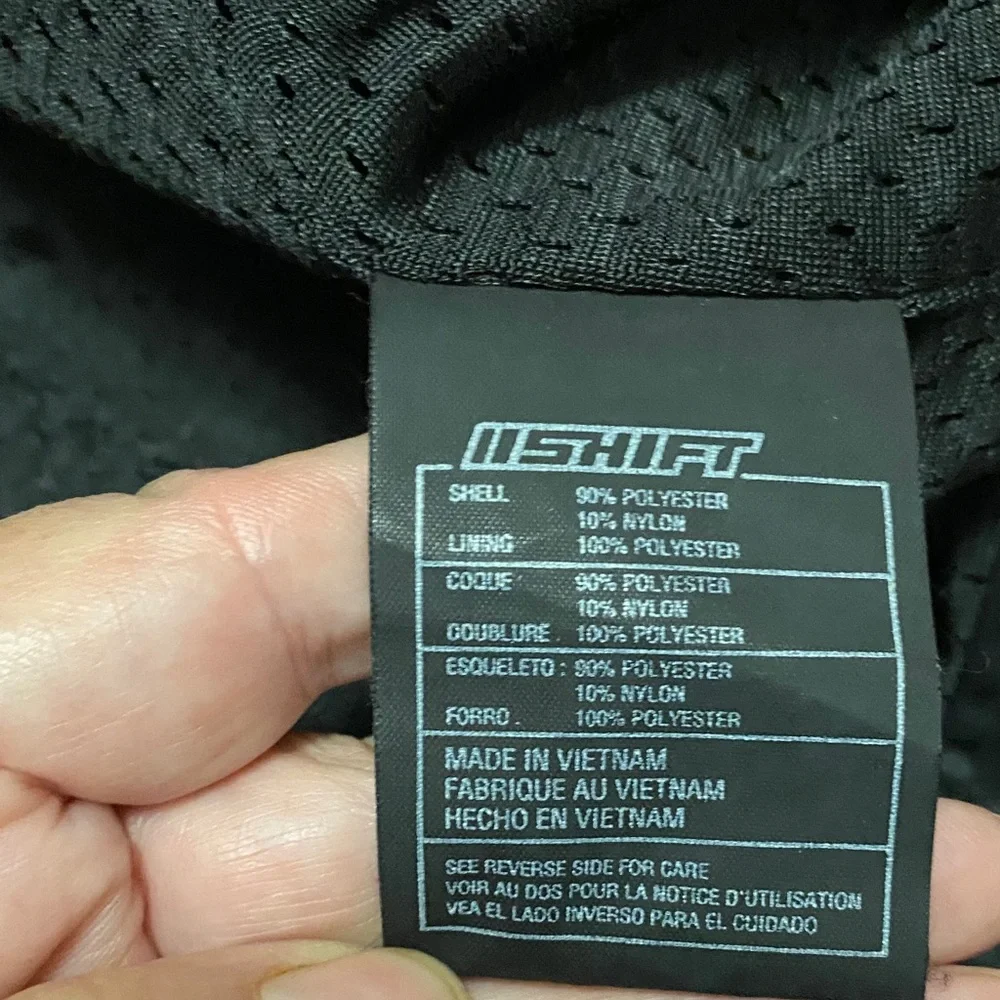 SHIFT
SHELL 90% POLYESTER
10% NYLON
LINING 100% POLYESTER
COQUE 90% POLYESTER
10% NYLON
DOUBLURE 100% POLYESTER
ESQUELETO : 90% POLYESTER
10% NYLON
FORRO 100% POLYESTER
MADE IN VIETNAM
FABRIQUE AU VIETNAM
HECHO EN VIETNAM
SEE REVERSE SIDE FOR CARE
VOIR AU DOS POUR LA NOTICE D'UTILISATION
VEA EL LADO INVERSO PARA EL CUIDADO